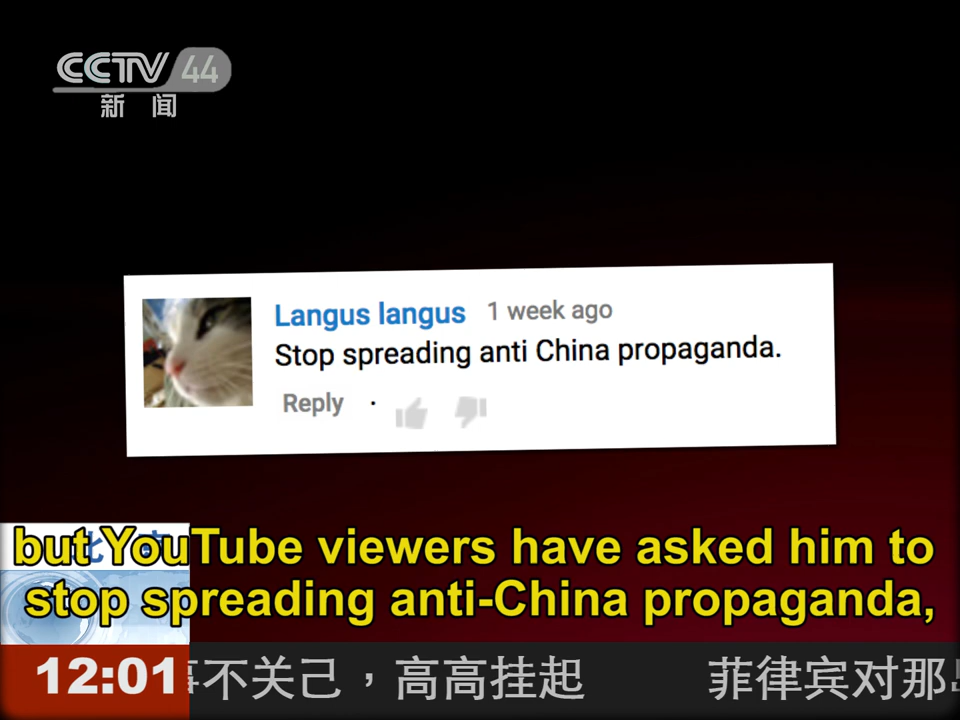 CCTV 44
新闻
Langus langus 1 week ago
Stop spreading anti China propaganda.
Reply ·
but YouTube viewers have asked him to
stop spreading anti-China propaganda,
12:01
事不关己，高高挂起 菲律宾对那